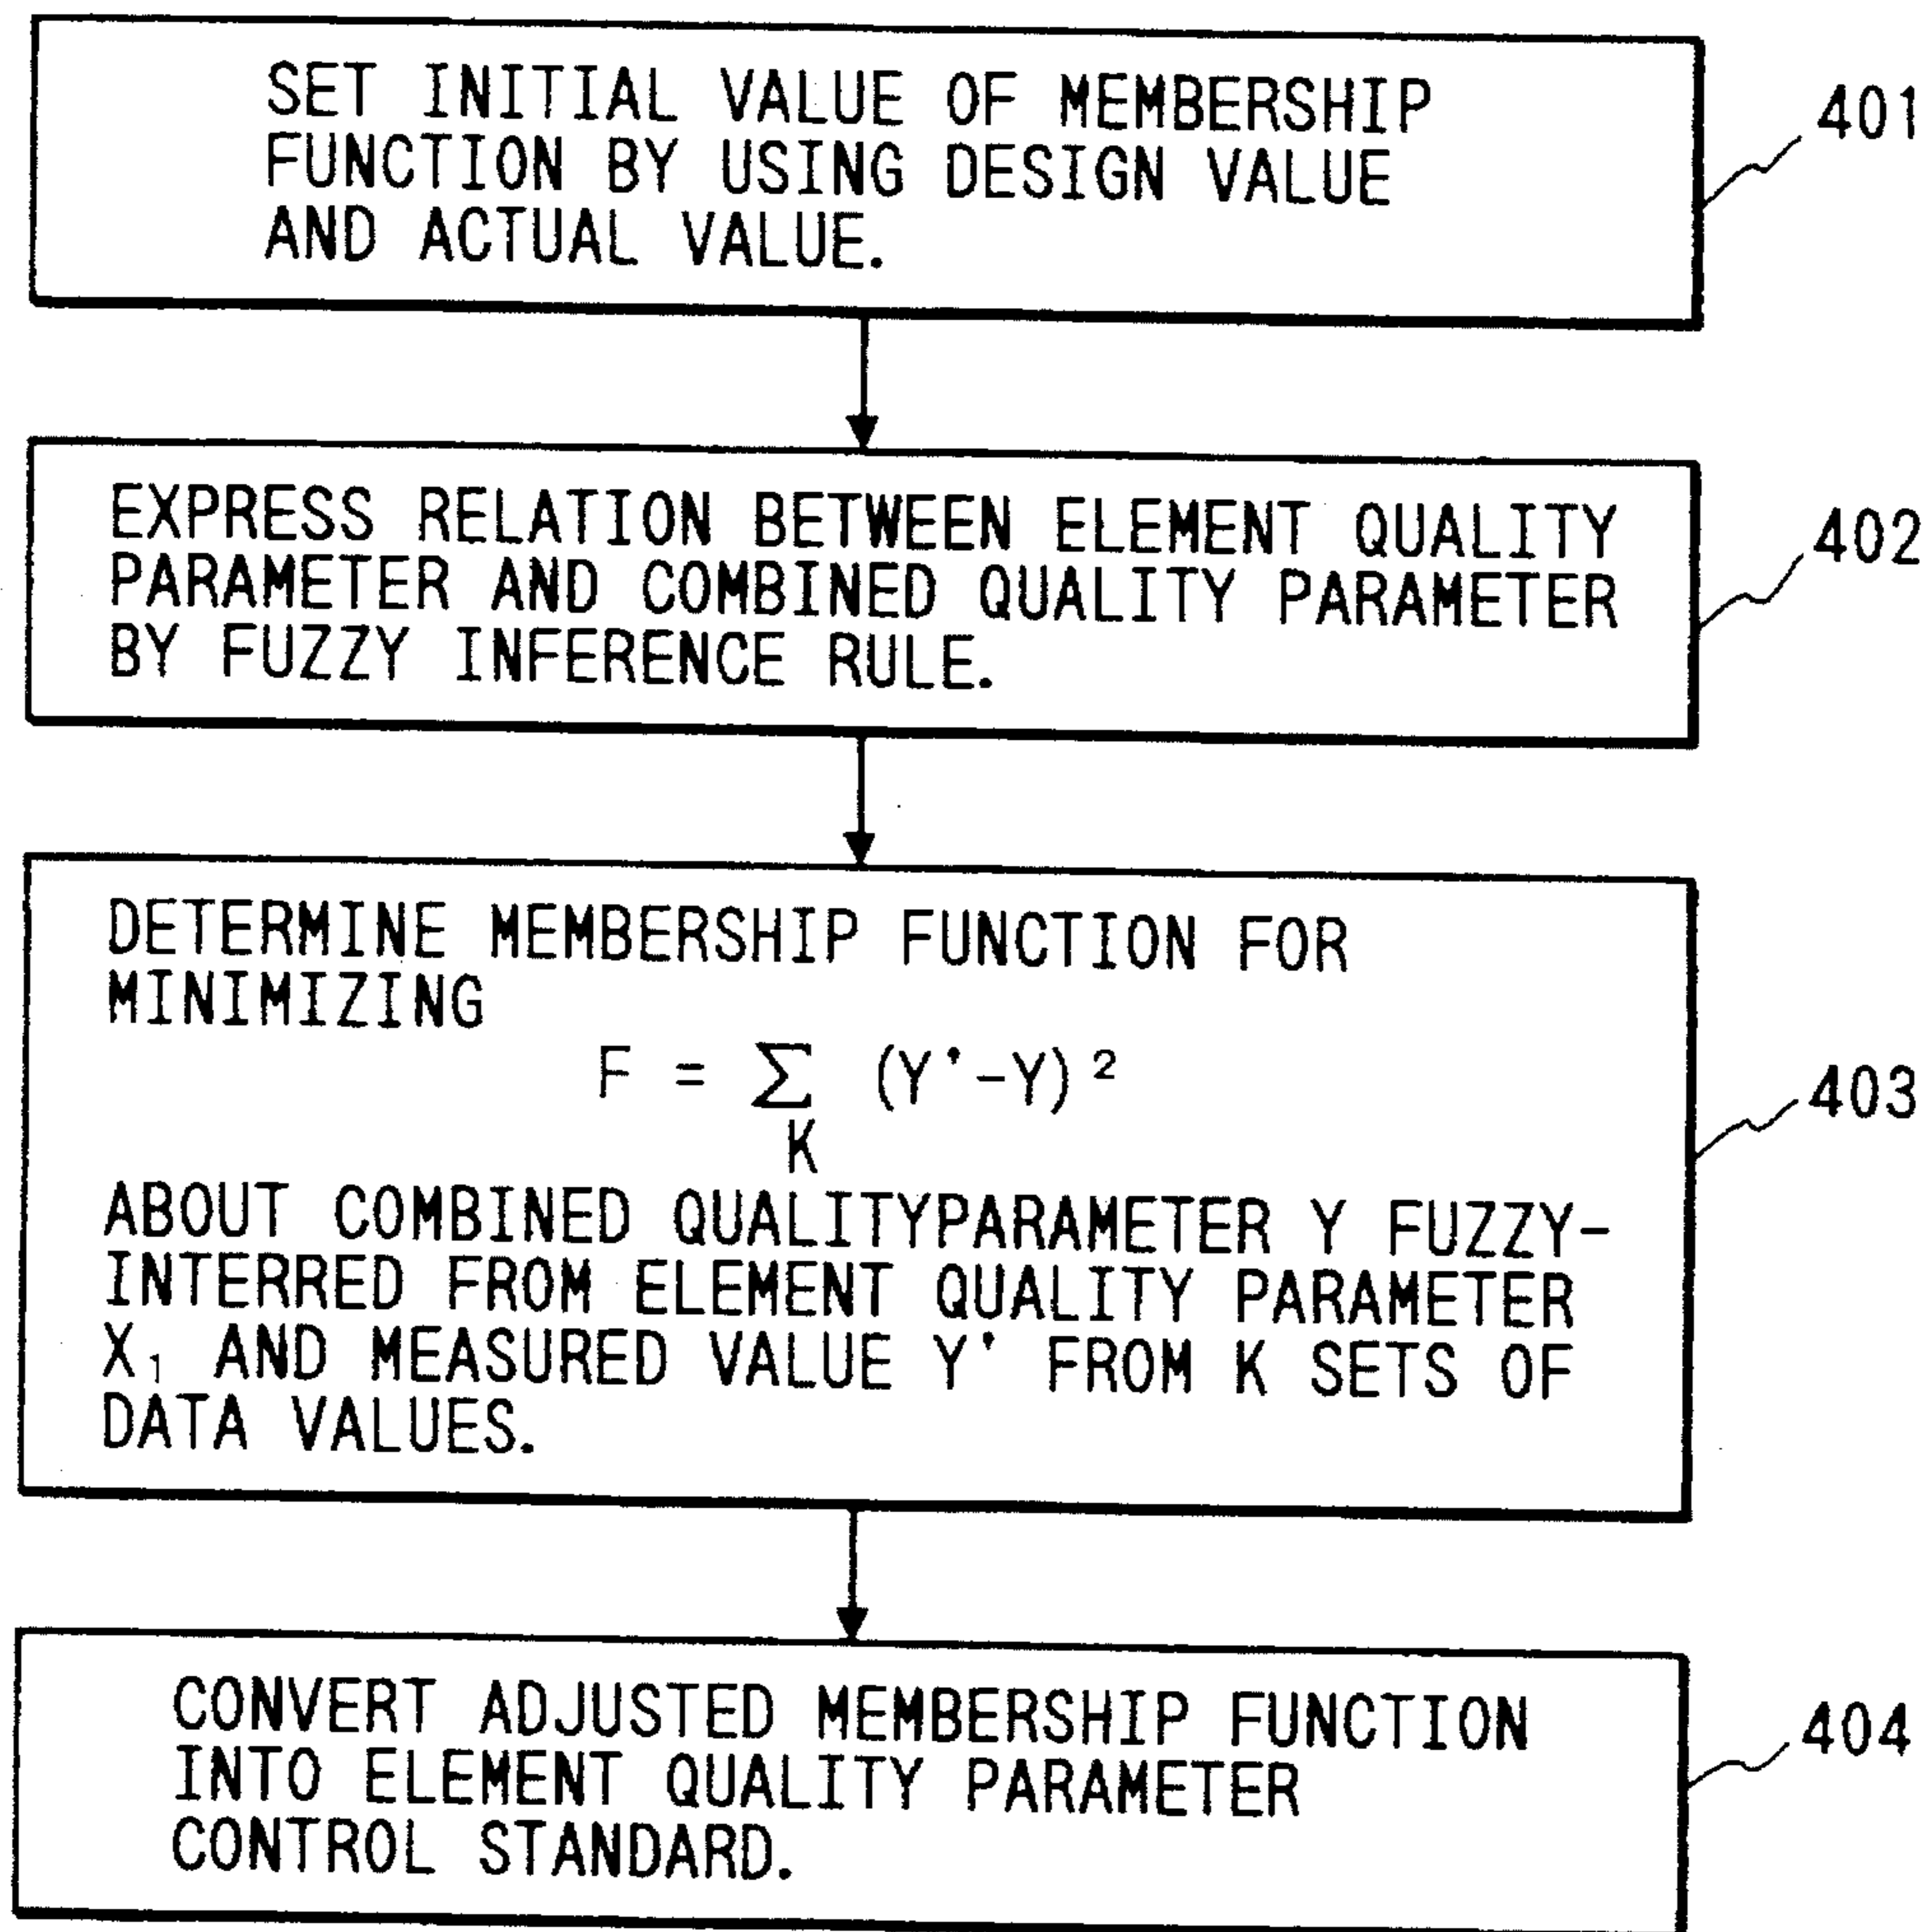 SET INITIAL VALUE OF MEMBERSHIP
FUNCTION BY USING DESIGN VALUE
AND ACTUAL VALUE.
401
EXPRESS RELATION BETWEEN ELEMENT QUALITY
PARAMETER AND COMBINED QUALITY PARAMETER
BY FUZZY INFERENCE RULE.
402
DETERMINE MEMBERSHIP FUNCTION FOR
MINIMIZING
F = Σ (Y'-Y)²
K
ABOUT COMBINED QUALITYPARAMETER Y FUZZY-
INTERRED FROM ELEMENT QUALITY PARAMETER
X₁ AND MEASURED VALUE Y' FROM K SETS OF
DATA VALUES.
403
CONVERT ADJUSTED MEMBERSHIP FUNCTION
INTO ELEMENT QUALITY PARAMETER
CONTROL STANDARD.
404